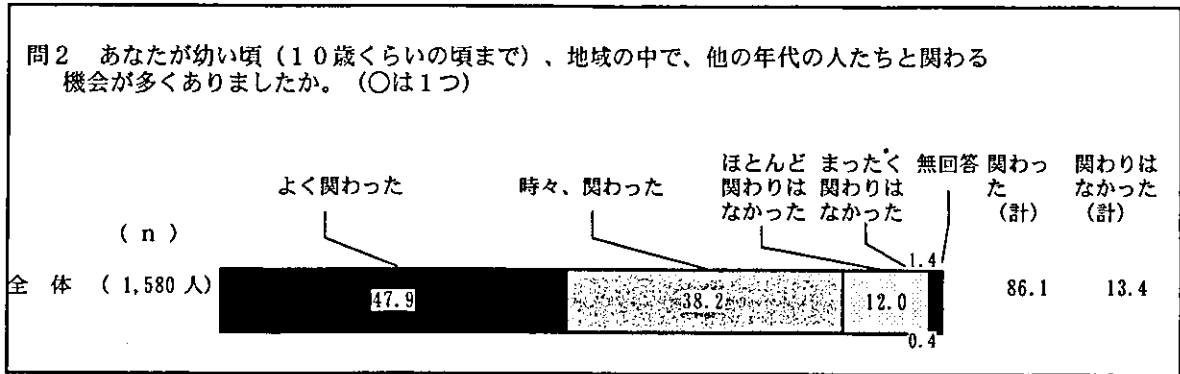 問2 あなたが幼い頃（10歳くらいの頃まで）、地域の中で、他の年代の人たちと関わる
機会が多くありましたか。（○は1つ）
よく関わった
時々、関わった
ほとんど
関わりは
なかった
まったく
関わりは
なかった
無回答
関わっ
た
（計）
関わりは
なかった
（計）
（n）
全 体 （1,580 人）
47.9
38.2
12.0
1.4
0.4
86.1
13.4